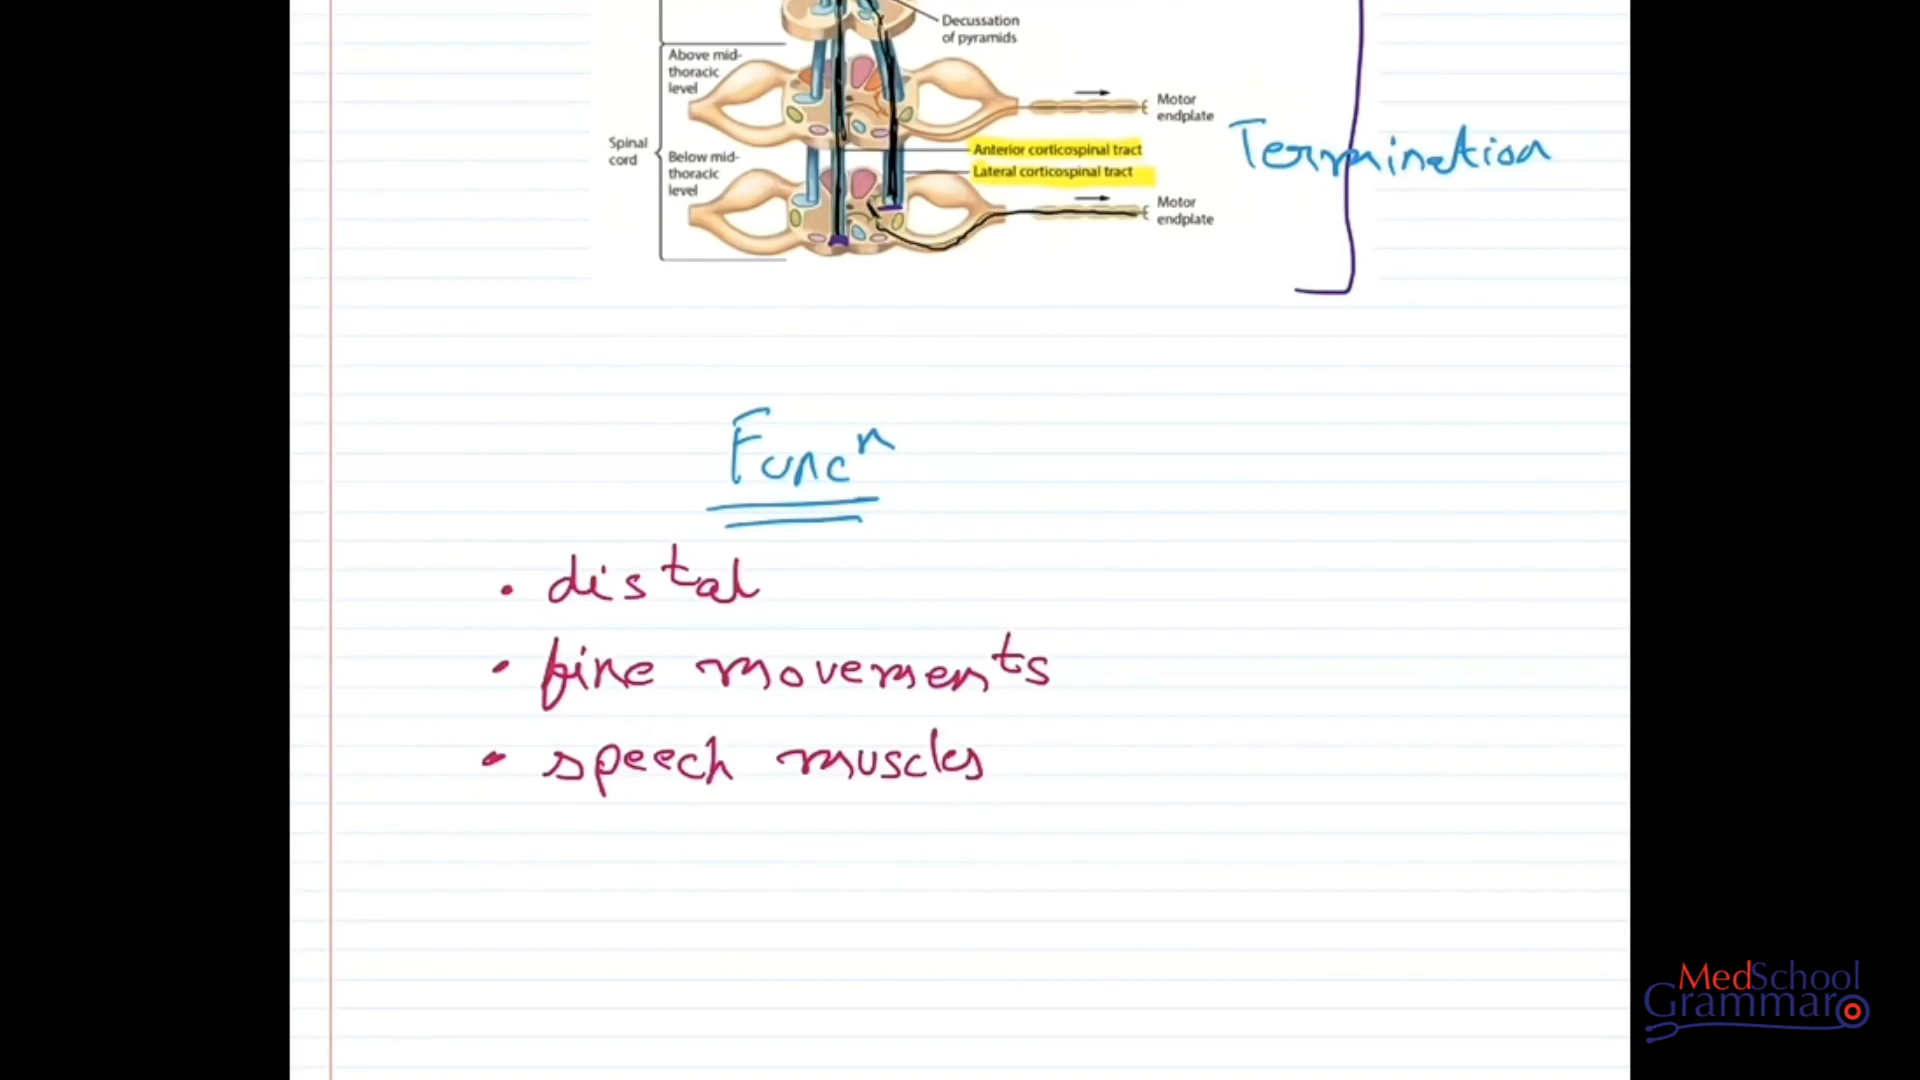 Decussation
of pyramids
Above mid-
thoracic
level
Motor
endplate
Spinal
cord
Anterior corticospinal tract
Lateral corticospinal tract
Termination
Below mid-
thoracic
level
Motor
endplate
Funcⁿ
• distal
• fine movements
• speech muscles
MedSchool
Grammar